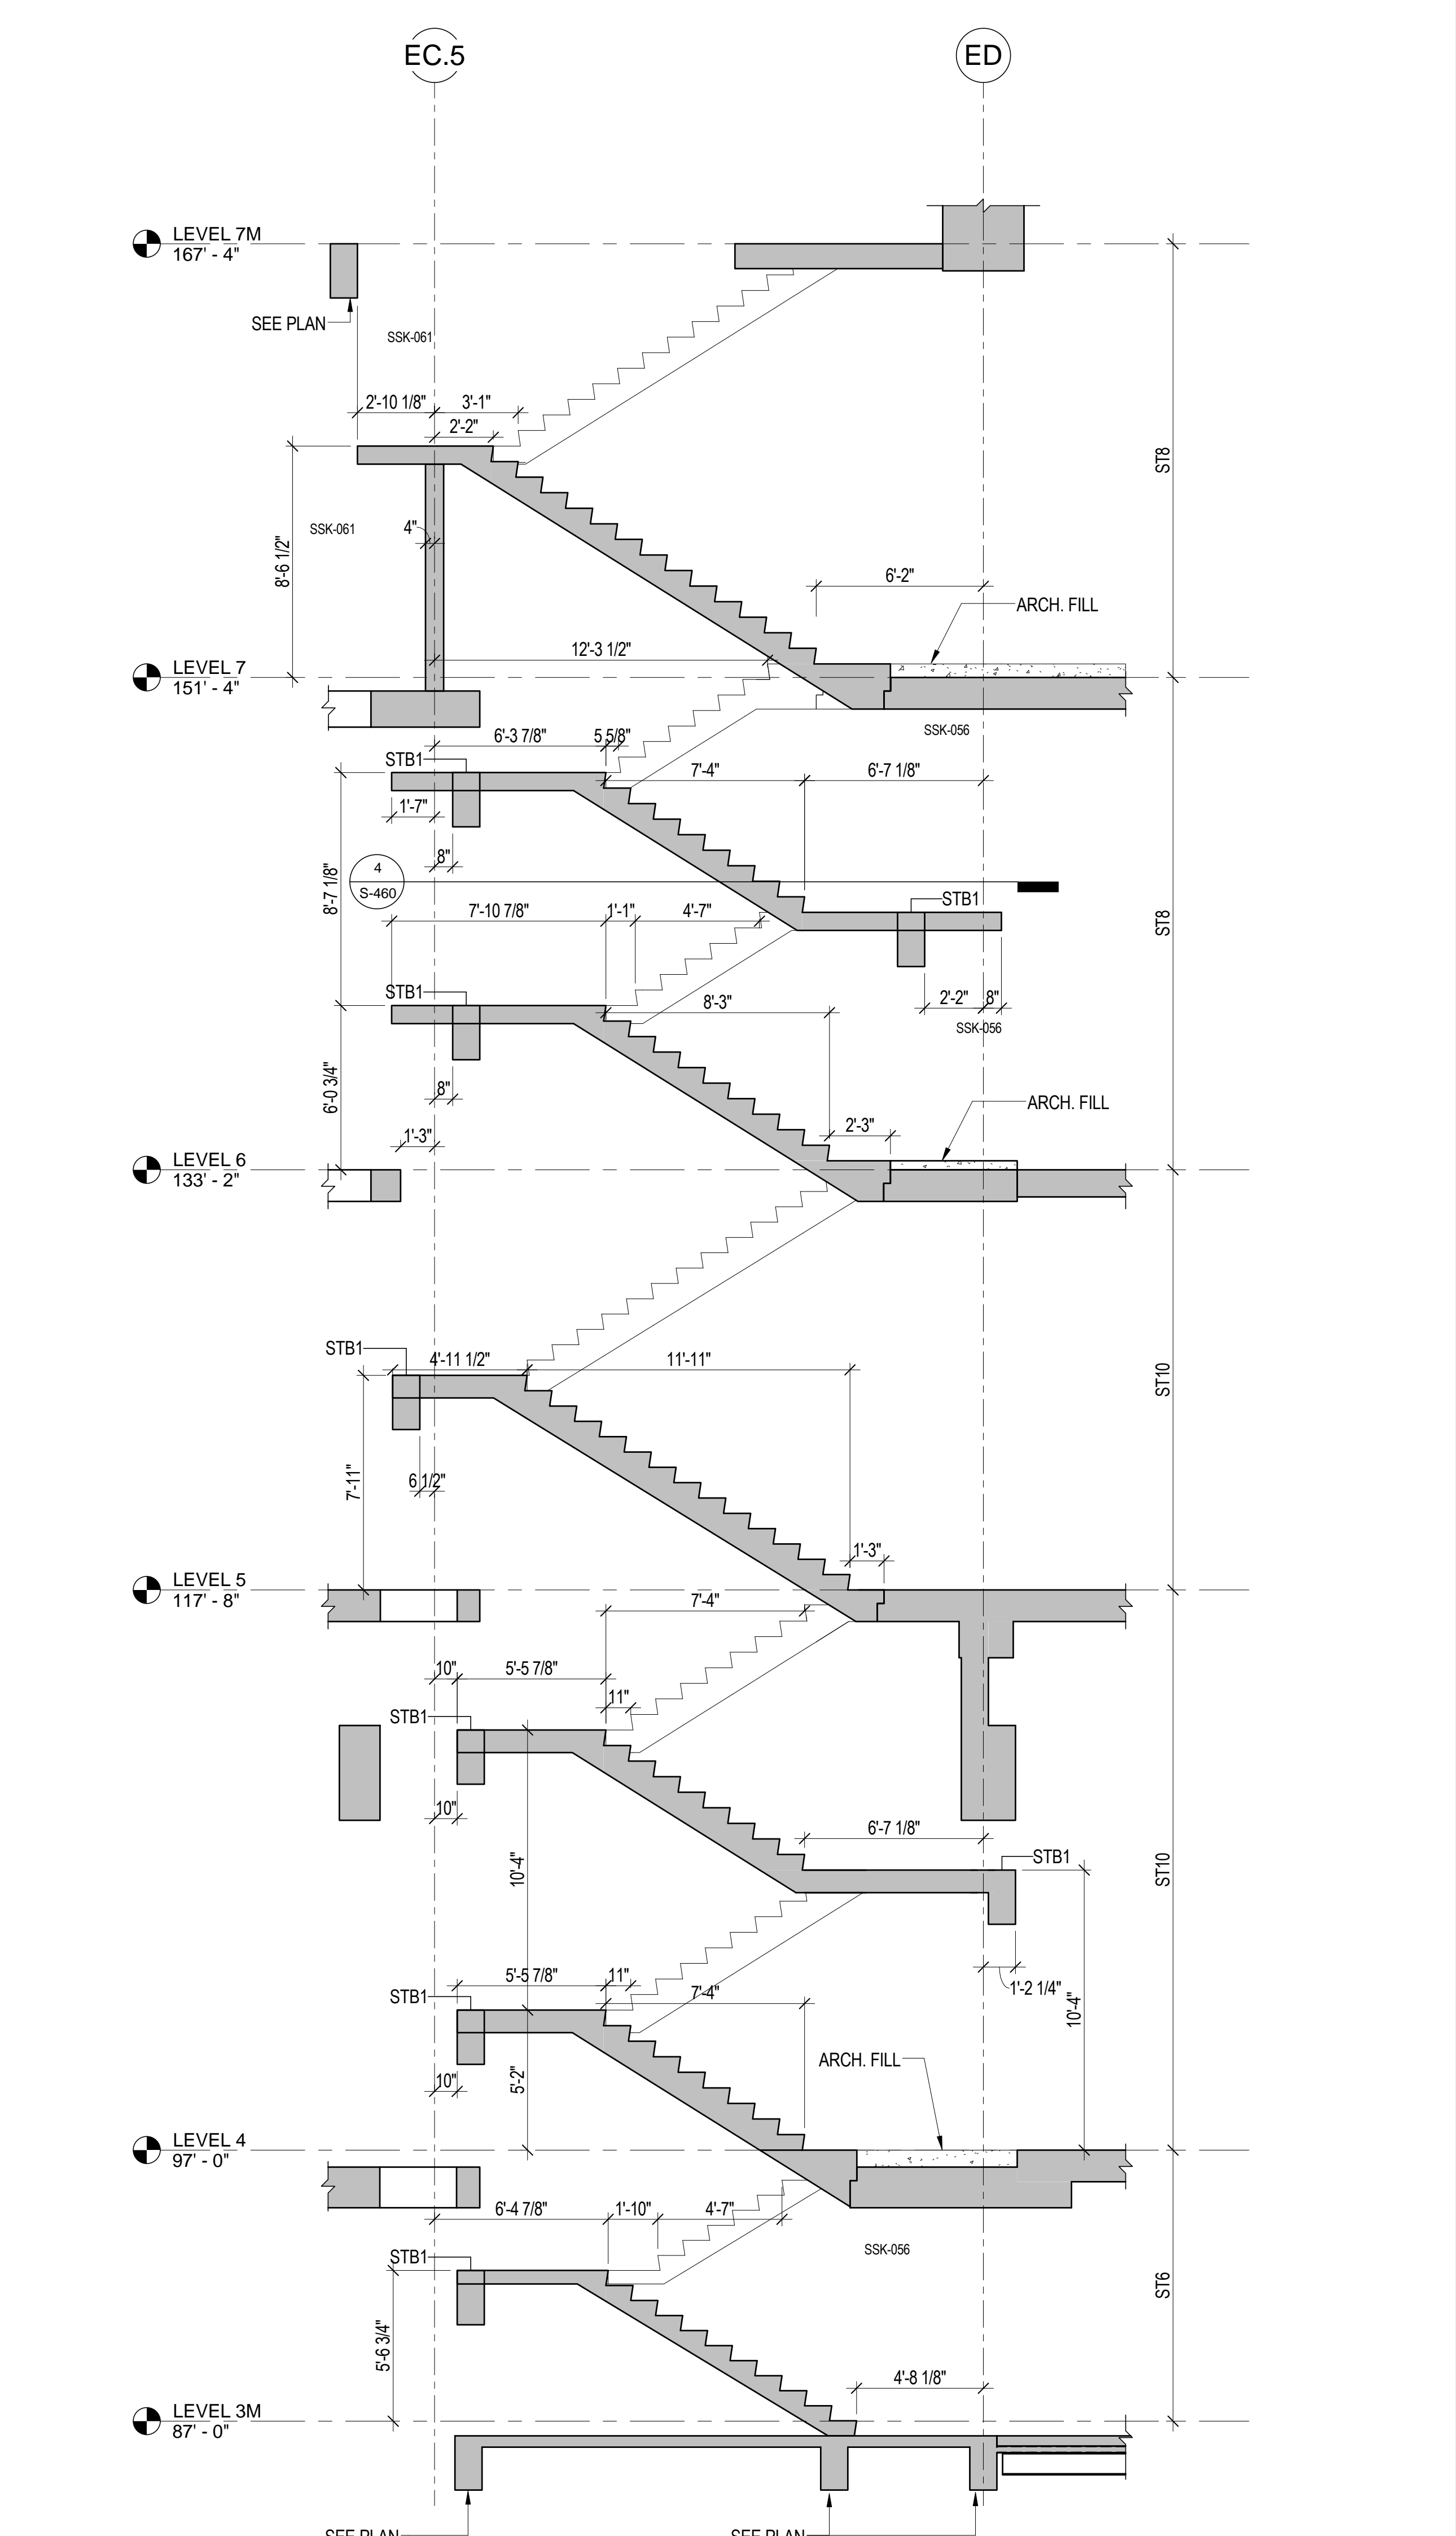 EC.5
ED
LEVEL 7M
167' - 4"
SEE PLAN
SSK-061
2'-10 1/8"
3'-1"
2'-2"
ST8
SSK-061
4"
8'-6 1/2"
6'-2"
ARCH. FILL
12'-3 1/2"
LEVEL 7
151' - 4"
SSK-056
6'-3 7/8"
5 5/8"
STB1
7'-4"
6'-7 1/8"
1'-7"
8"
4
S-460
8'-7 1/8"
STB1
7'-10 7/8"
1'-1"
4'-7"
ST8
STB1
2'-2"
8"
8'-3"
SSK-056
6'-0 3/4"
8"
ARCH. FILL
1'-3"
2'-3"
LEVEL 6
133' - 2"
STB1
4'-11 1/2"
11'-11"
ST10
7'-11"
6 1/2"
1'-3"
LEVEL 5
117' - 8"
7'-4"
10"
5'-5 7/8"
11"
STB1
10"
6'-7 1/8"
STB1
10'-4"
ST10
5'-5 7/8"
11"
1'-2 1/4"
STB1
7'-4"
10'-4"
ARCH. FILL
5'-2"
10"
LEVEL 4
97' - 0"
6'-4 7/8"
1'-10"
4'-7"
SSK-056
STB1
ST6
5'-6 3/4"
4'-8 1/8"
LEVEL 3M
87' - 0"
SEE PLAN
SEE PLAN